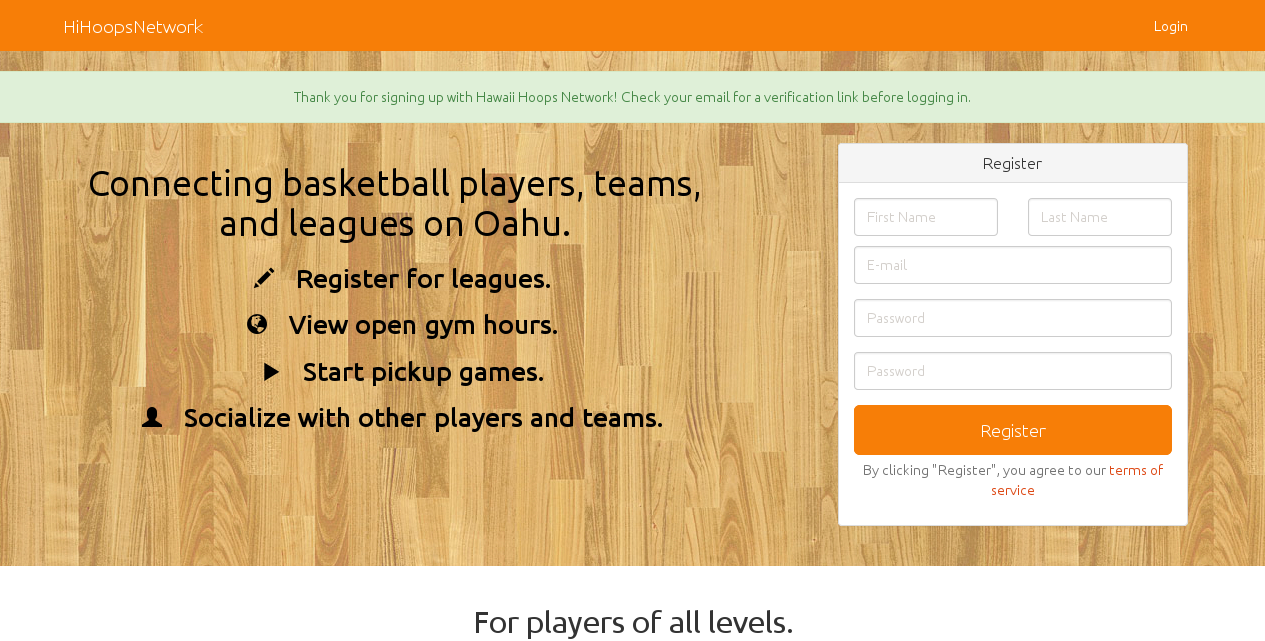 HiHoopsNetwork
Login
Thank you for signing up with Hawaii Hoops Network! Check your email for a verification link before logging in.
Connecting basketball players, teams,
and leagues on Oahu.
Register for leagues.
View open gym hours.
Start pickup games.
Socialize with other players and teams.
Register
First Name
Last Name
E-mail
Password
Password
Register
By clicking "Register", you agree to our terms of
service
For players of all levels.